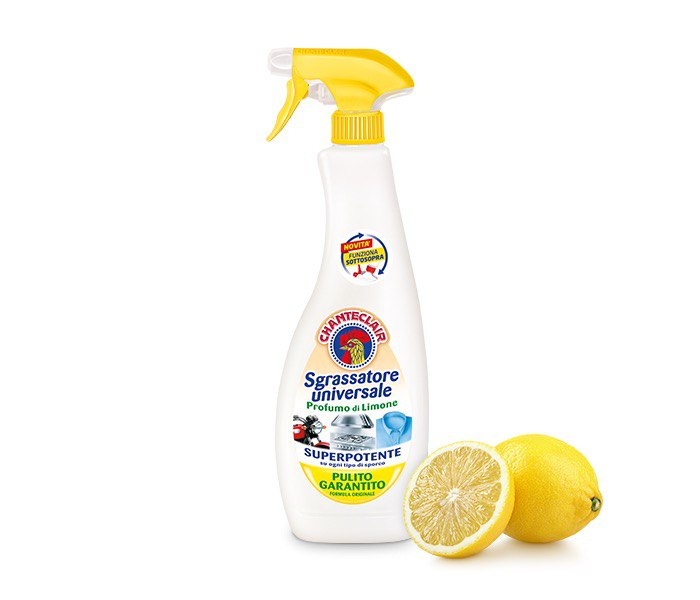 NOVITA'
FUNZIONA
SOTTOSOPRA
CHANTECLAIR
Sgrassatore
universale
Profumo di Limone
SUPERPOTENTE
su ogni tipo di sporco
PULITO
GARANTITO
FORMULA ORIGINALE